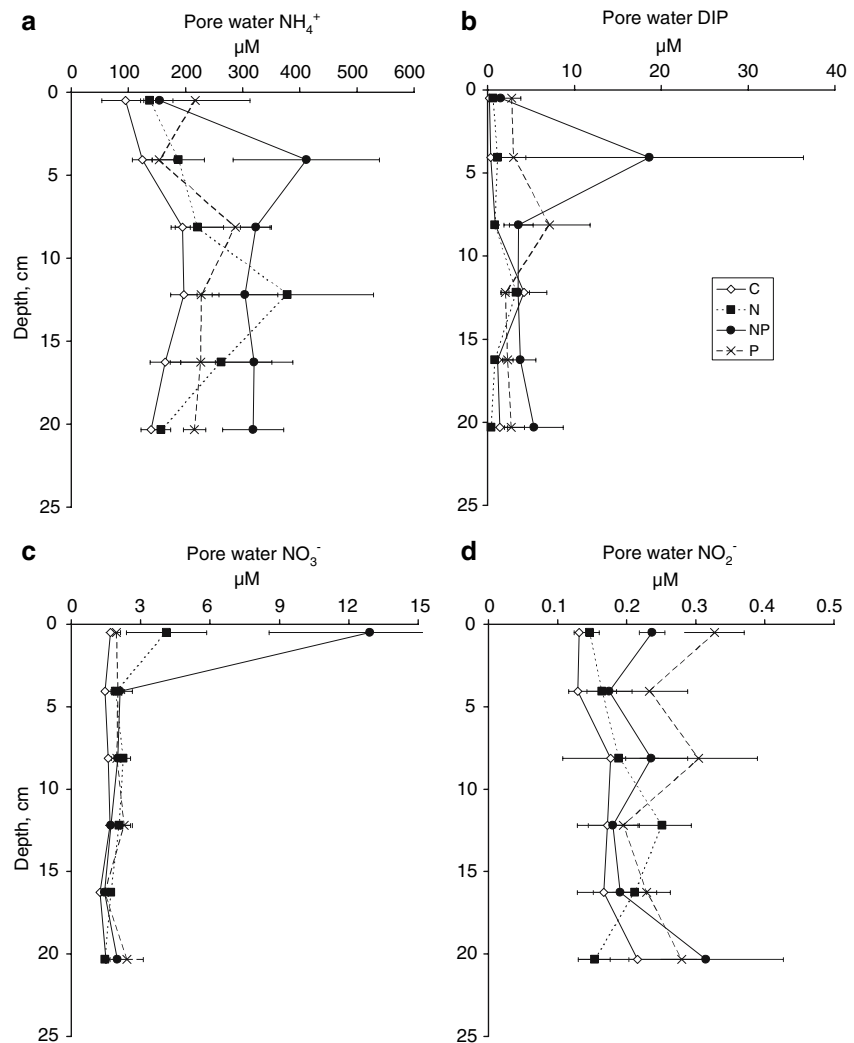 a
Pore water NH₄⁺
µM
0 100 200 300 400 500 600
0
5
10
15
20
25
Depth, cm
b
Pore water DIP
µM
0 10 20 30 40
0
5
10
15
20
25
C
N
NP
P
c
Pore water NO₃⁻
µM
0 3 6 9 12 15
0
5
10
15
20
25
Depth, cm
d
Pore water NO₂⁻
µM
0 0.1 0.2 0.3 0.4 0.5
0
5
10
15
20
25